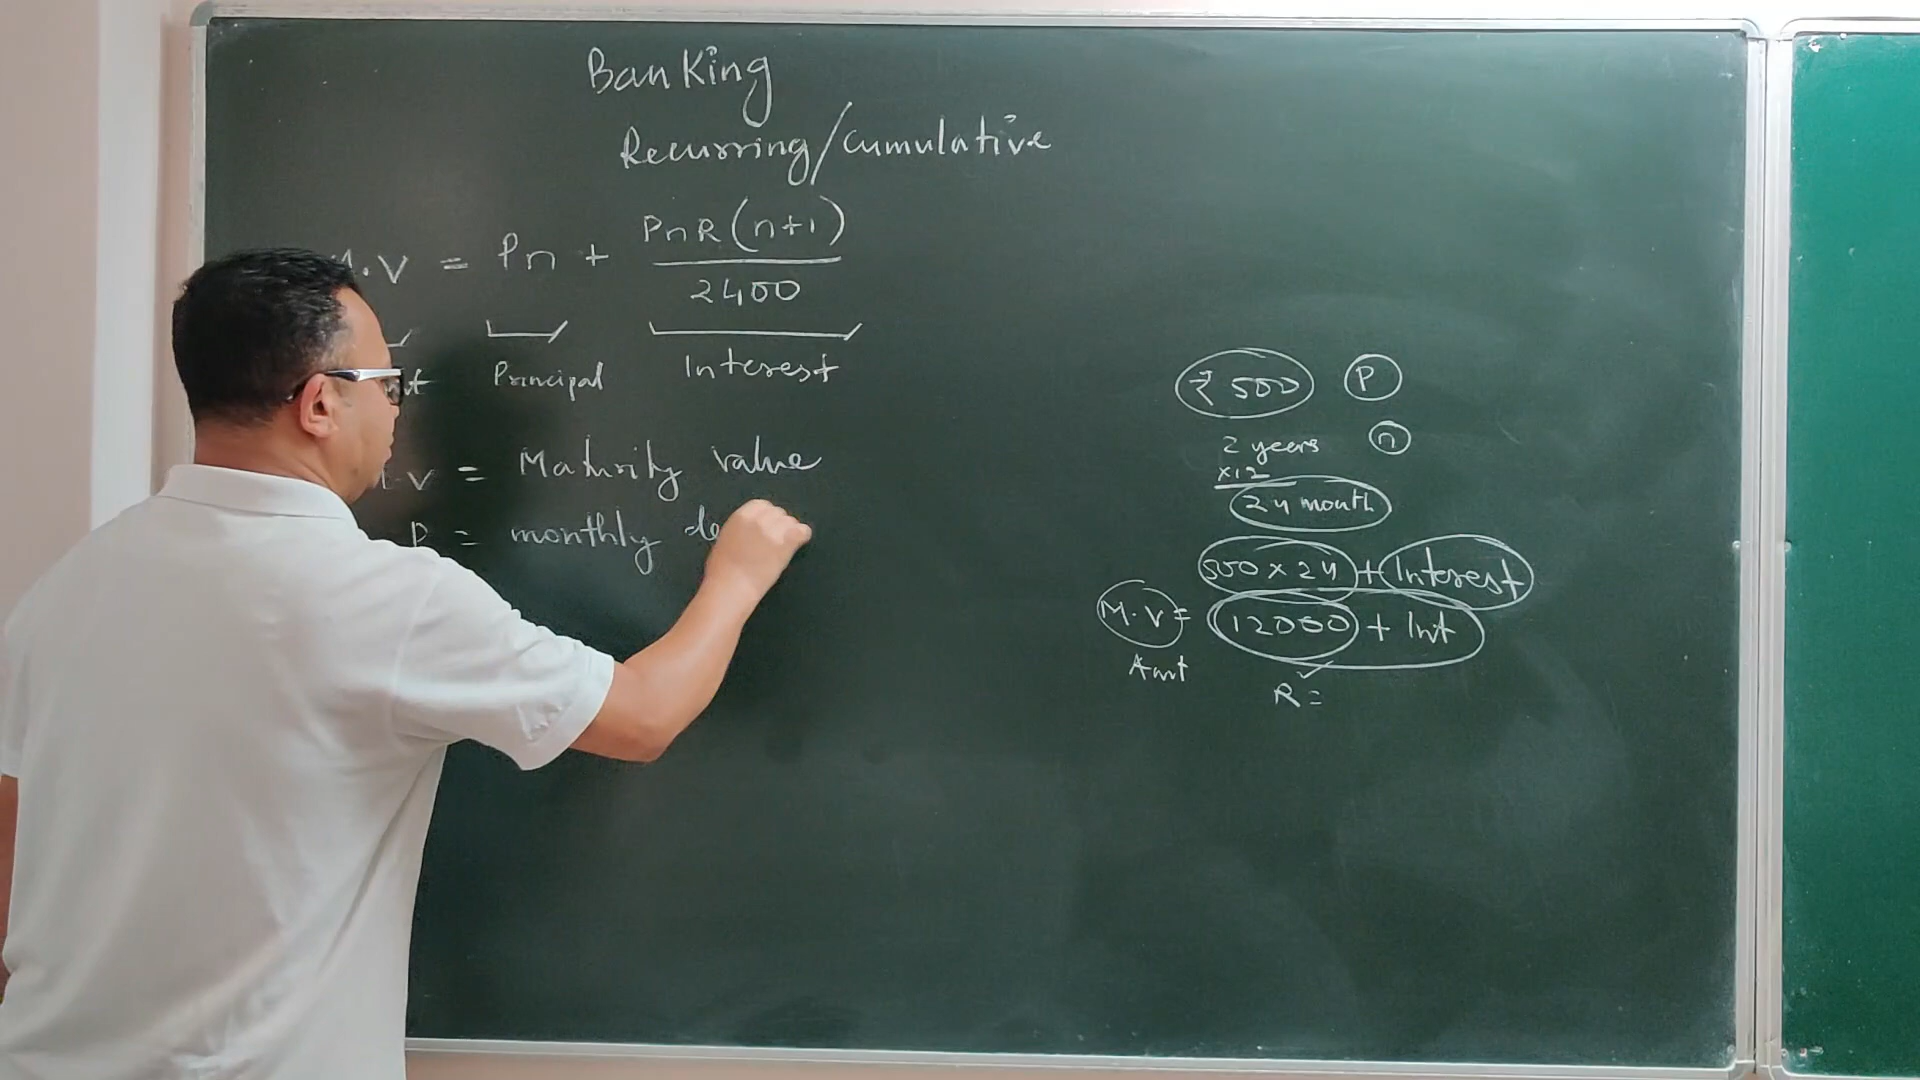 Banking
Recurring/Cumulative
M.V = Pn + PnR(n+1)
2400
Principal
Interest
M.V = Maturity value
P = monthly de
₹ 500 P
2 years n
×12
24 month
500 × 24 + Interest
M.V = 12000 + Int
Amt
R =